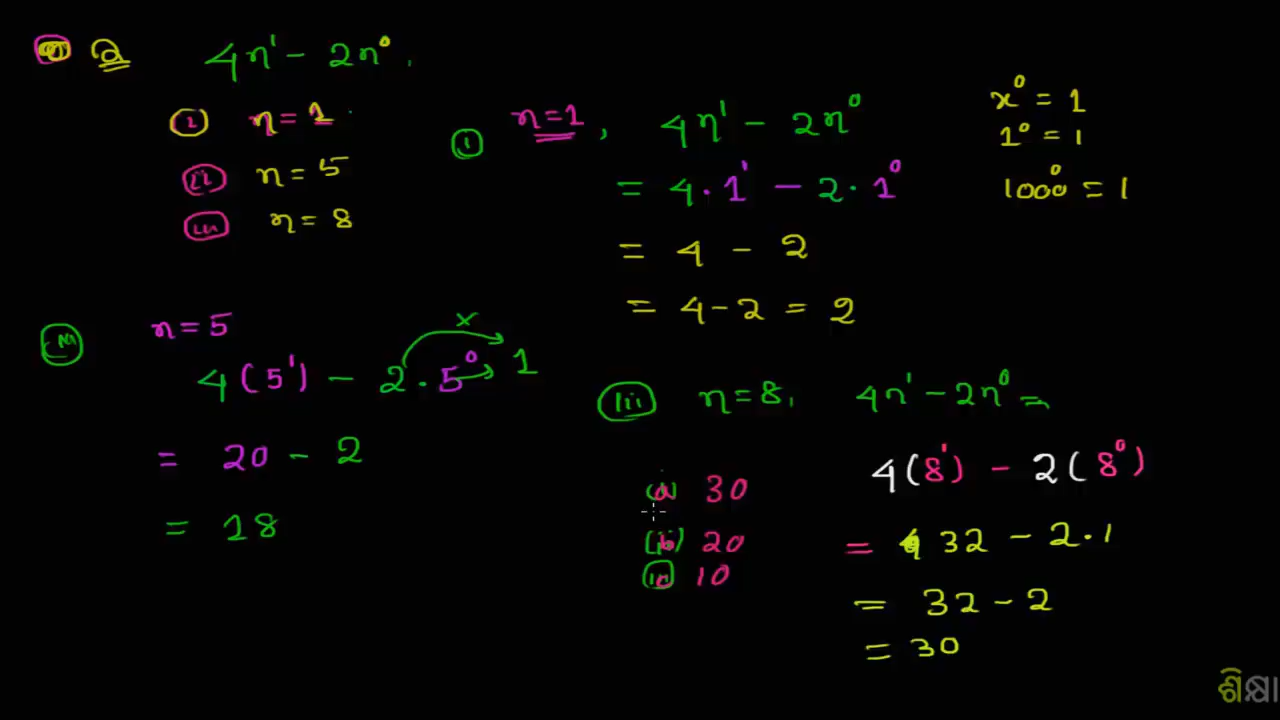 ২ 4n¹ − 2n⁰.
(i) n = 1
(ii) n = 5
(iii) n = 8
(i) n = 1, 4n¹ − 2n⁰
= 4·1¹ − 2·1⁰
= 4 − 2
= 4 − 2 = 2
x⁰ = 1
1⁰ = 1
1000⁰ = 1
n = 5
4(5¹) − 2·5⁰ x 1
= 20 − 2
= 18
(iii) n = 8, 4n¹ − 2n⁰ =
4(8¹) − 2(8⁰)
= 32 − 2·1
= 32 − 2
= 30
30
20
10
ଶିକ୍ଷା